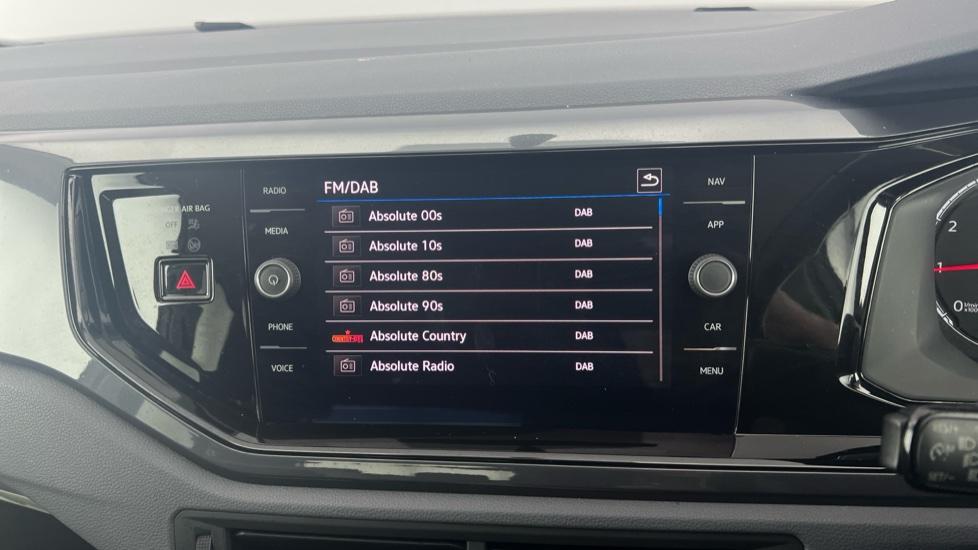 RADIO
FM/DAB
NAV
AIR BAG
OFF
Absolute 00s DAB
MEDIA
Absolute 10s DAB
APP
Absolute 80s DAB
Absolute 90s DAB
PHONE
Absolute Country DAB
CAR
VOICE
Absolute Radio DAB
MENU
2
1
0